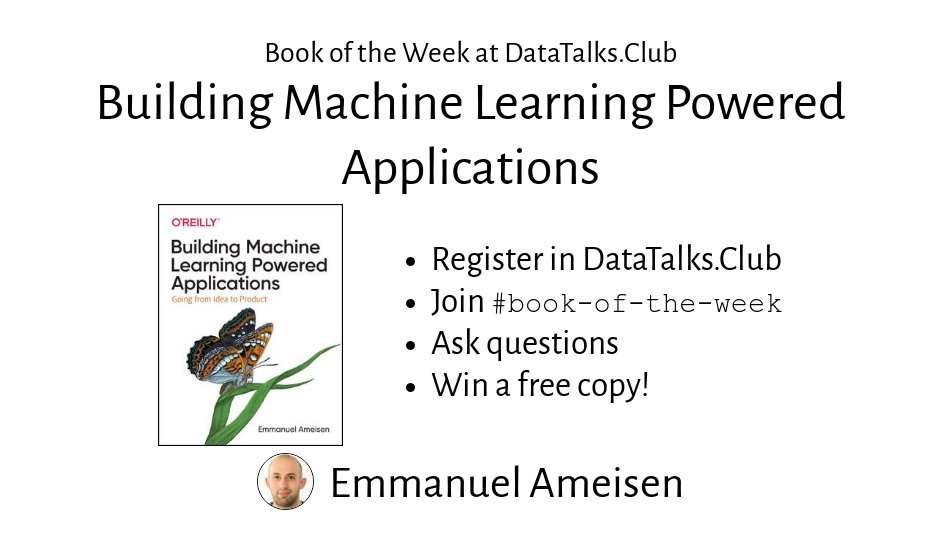 Book of the Week at DataTalks.Club
Building Machine Learning Powered
Applications
O'REILLY
Building Machine
Learning Powered
Applications
Going from Idea to Product
Emmanuel Ameisen
• Register in DataTalks.Club
• Join #book-of-the-week
• Ask questions
• Win a free copy!
Emmanuel Ameisen